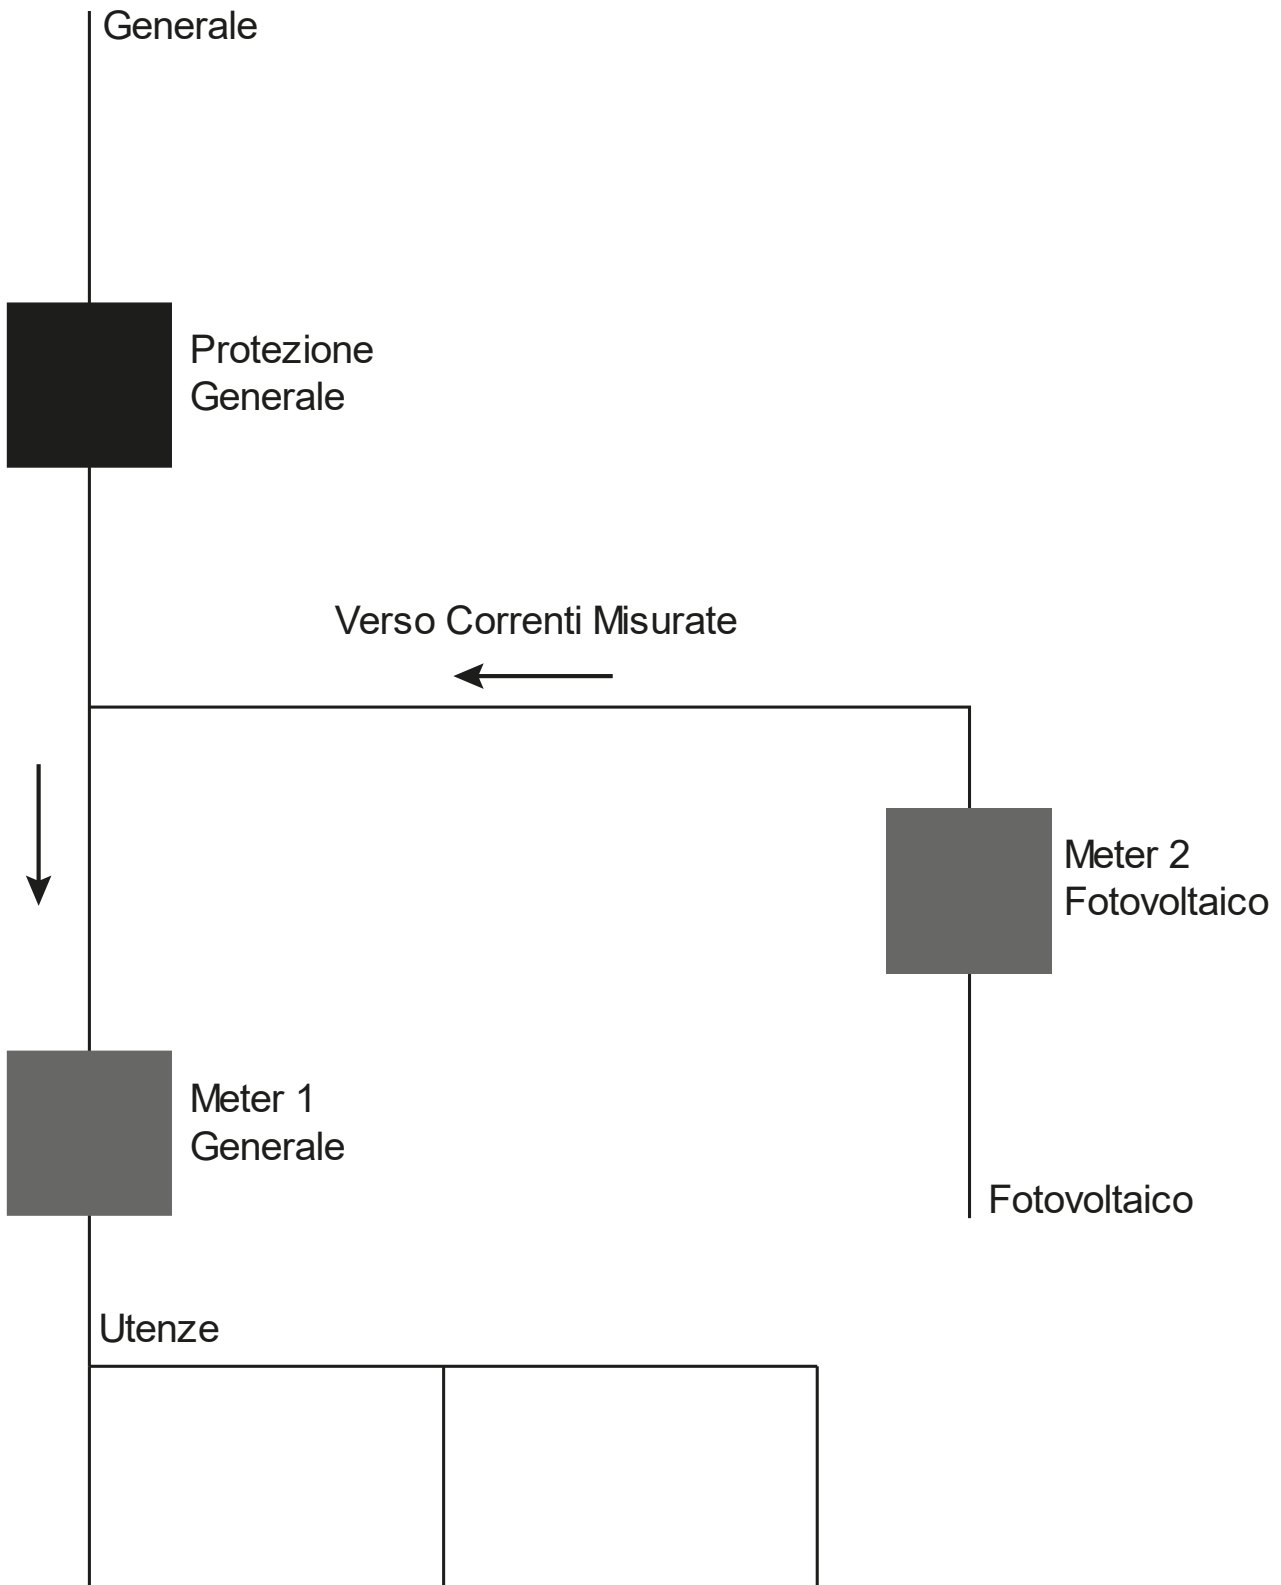 Generale
Protezione
Generale
Verso Correnti Misurate
Meter 2
Fotovoltaico
Meter 1
Generale
Fotovoltaico
Utenze